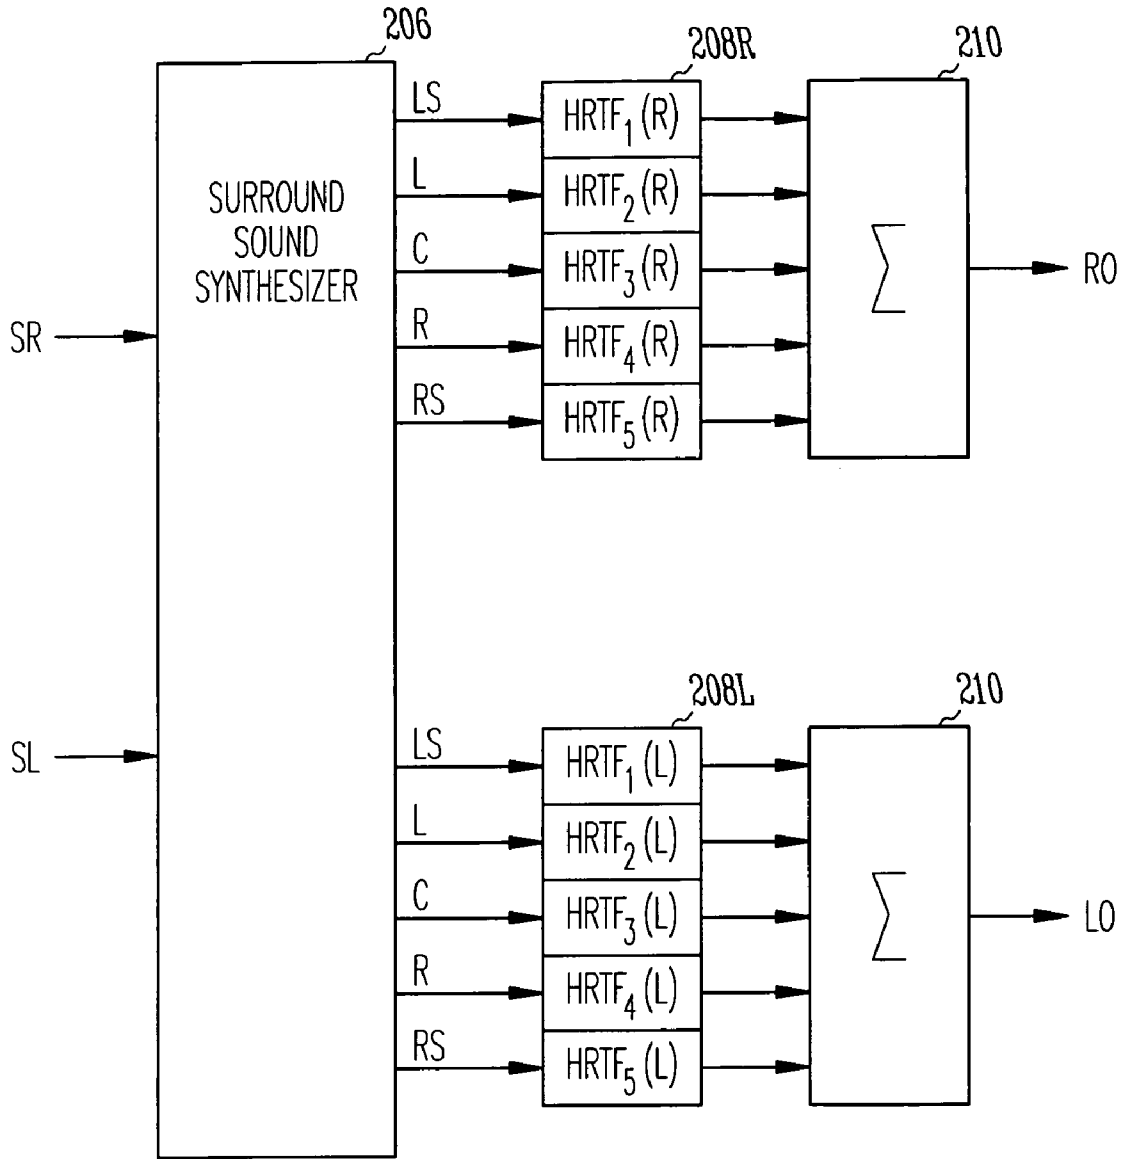 206
208R
210
LS
HRTF1(R)
L
HRTF2(R)
SURROUND
SOUND
SYNTHESIZER
C
HRTF3(R)
Σ
RO
SR
R
HRTF4(R)
RS
HRTF5(R)
208L
210
SL
LS
HRTF1(L)
L
HRTF2(L)
C
HRTF3(L)
Σ
LO
R
HRTF4(L)
RS
HRTF5(L)